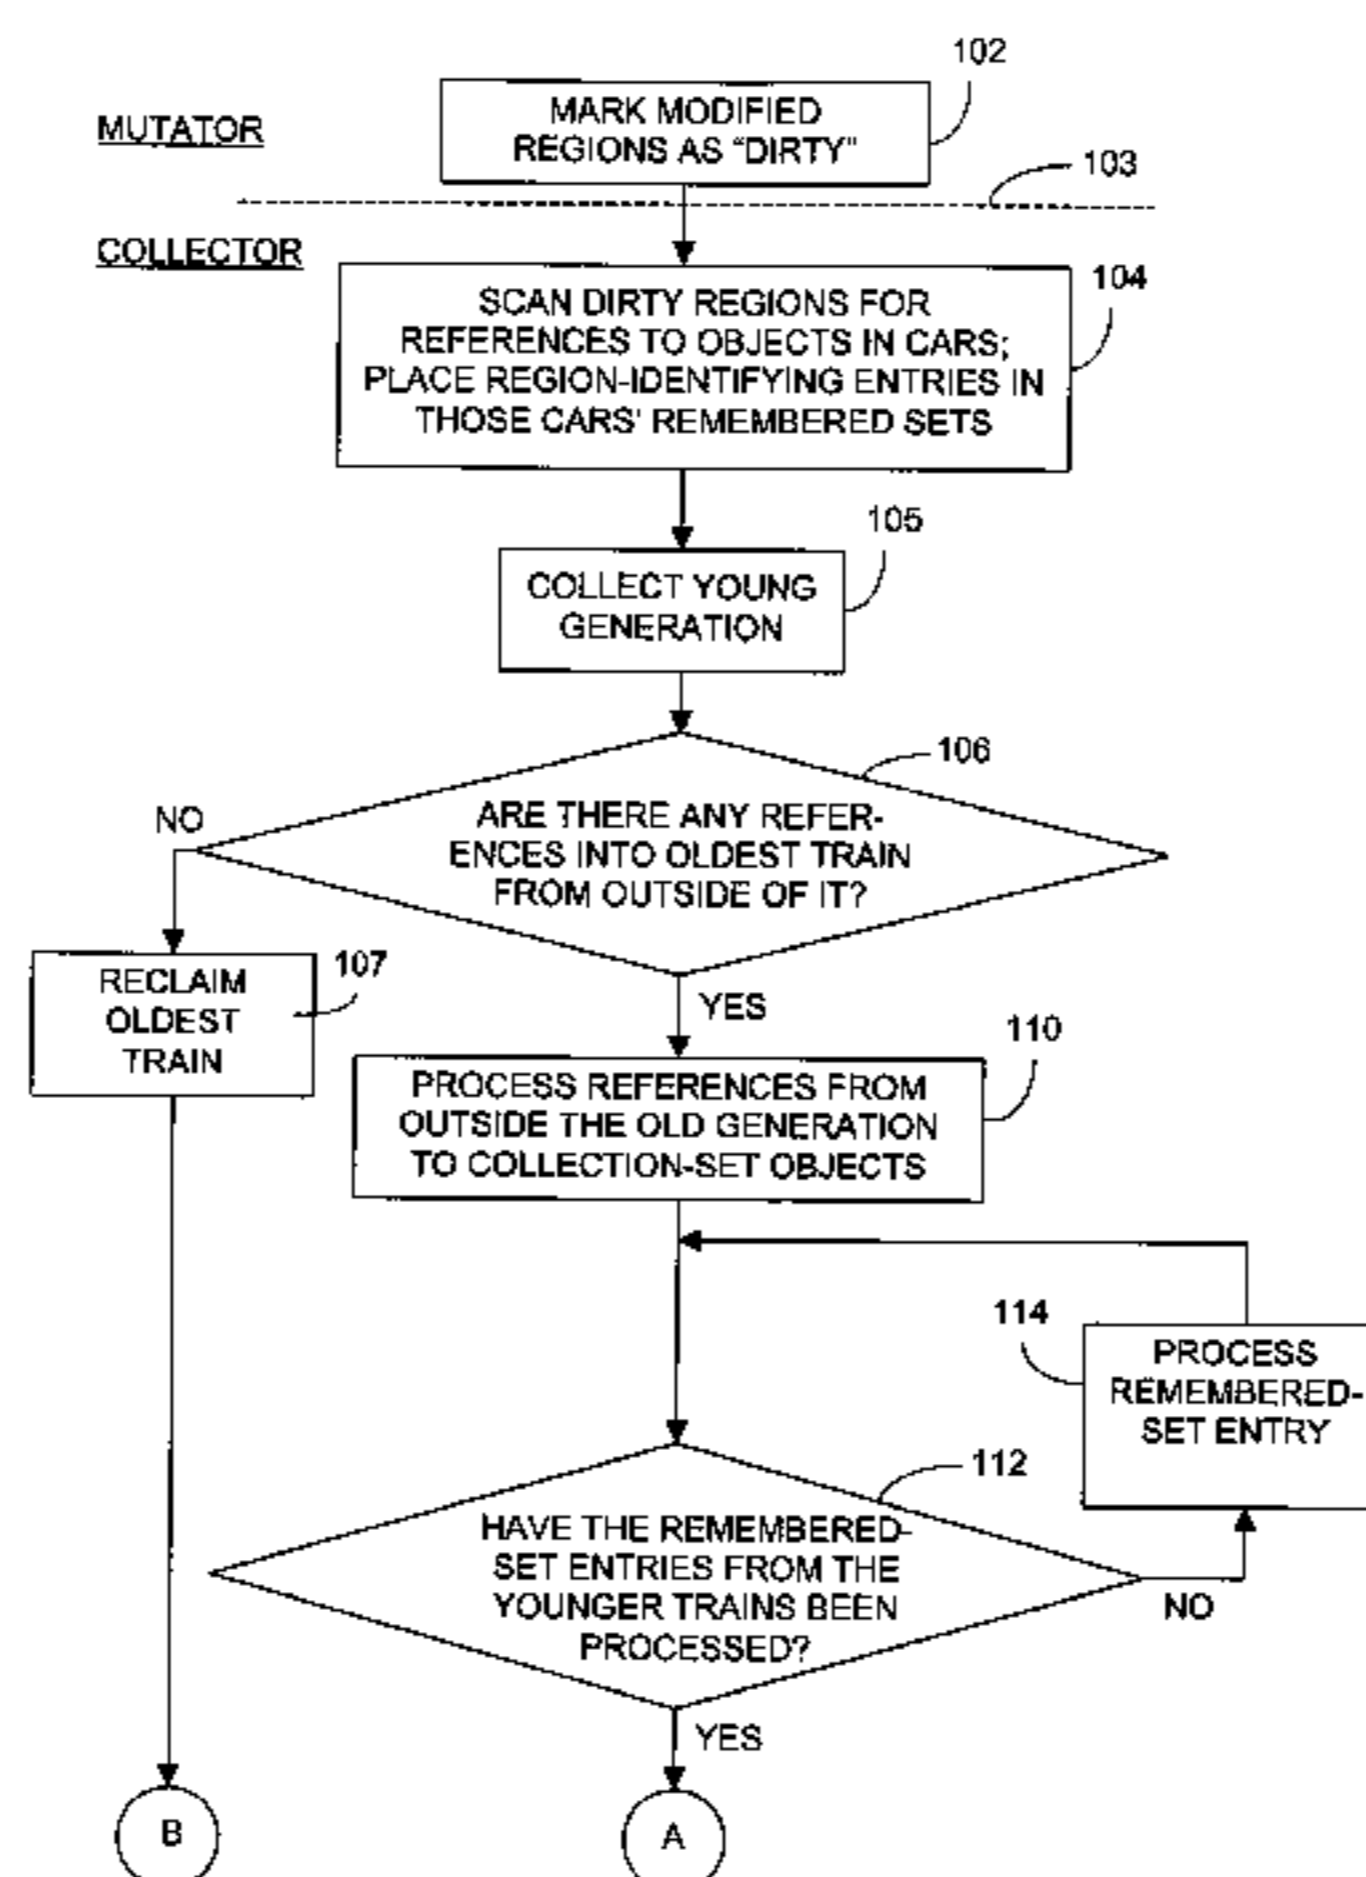 102
MUTATOR
MARK MODIFIED
REGIONS AS "DIRTY"
103
COLLECTOR
104
SCAN DIRTY REGIONS FOR
REFERENCES TO OBJECTS IN CARS;
PLACE REGION-IDENTIFYING ENTRIES IN
THOSE CARS' REMEMBERED SETS
105
COLLECT YOUNG
GENERATION
106
ARE THERE ANY REFER-
ENCES INTO OLDEST TRAIN
FROM OUTSIDE OF IT?
NO
107
RECLAIM
OLDEST
TRAIN
YES
110
PROCESS REFERENCES FROM
OUTSIDE THE OLD GENERATION
TO COLLECTION-SET OBJECTS
114
PROCESS
REMEMBERED-
SET ENTRY
112
HAVE THE REMEMBERED-
SET ENTRIES FROM THE
YOUNGER TRAINS BEEN
PROCESSED?
NO
YES
B
A